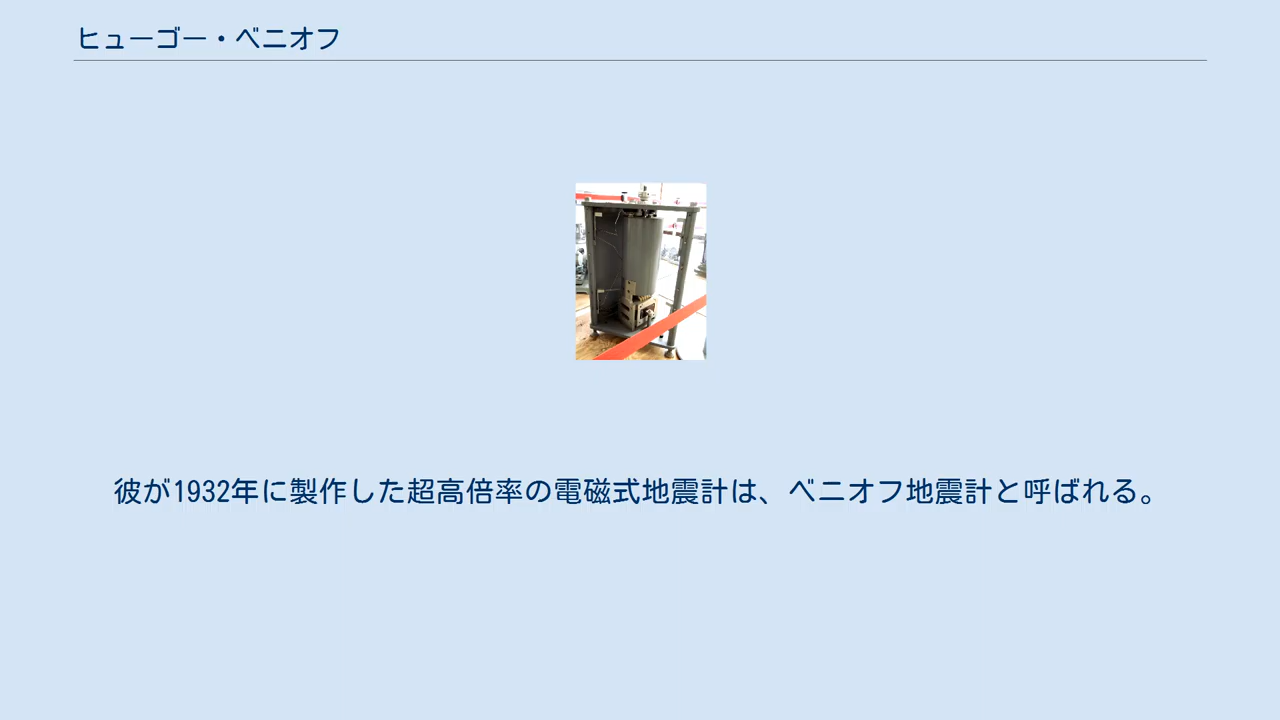 ヒューゴー・ベニオフ
彼が1932年に製作した超高倍率の電磁式地震計は、ベニオフ地震計と呼ばれる。